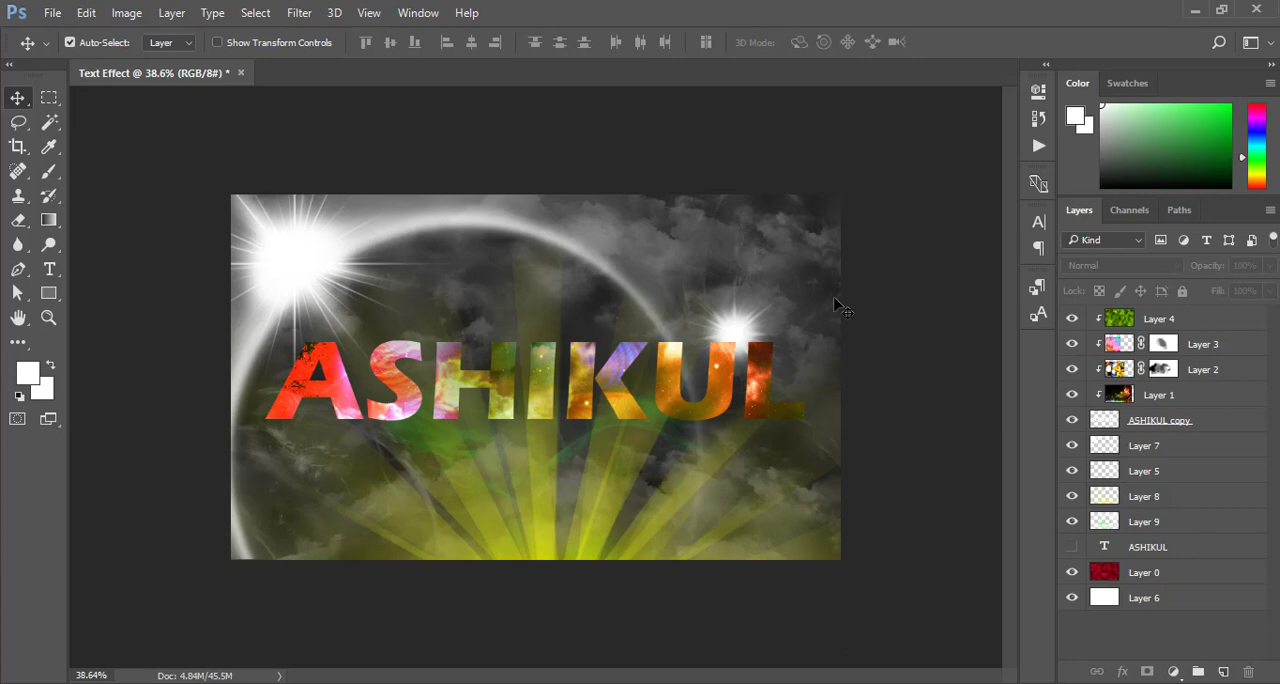 Ps File Edit Image Layer Type Select Filter 3D View Window Help
Auto-Select: Layer Show Transform Controls 3D Mode:
Text Effect @ 38.6% (RGB/8#) * ×
Color Swatches
Layers Channels Paths
Kind
Normal Opacity: 100%
Lock: Fill: 100%
Layer 4
Layer 3
Layer 2
Layer 1
ASHIKUL copy
Layer 7
Layer 5
Layer 8
Layer 9
T ASHIKUL
Layer 0
Layer 6
ASHIKUL
38.64% Doc: 4.84M/45.5M